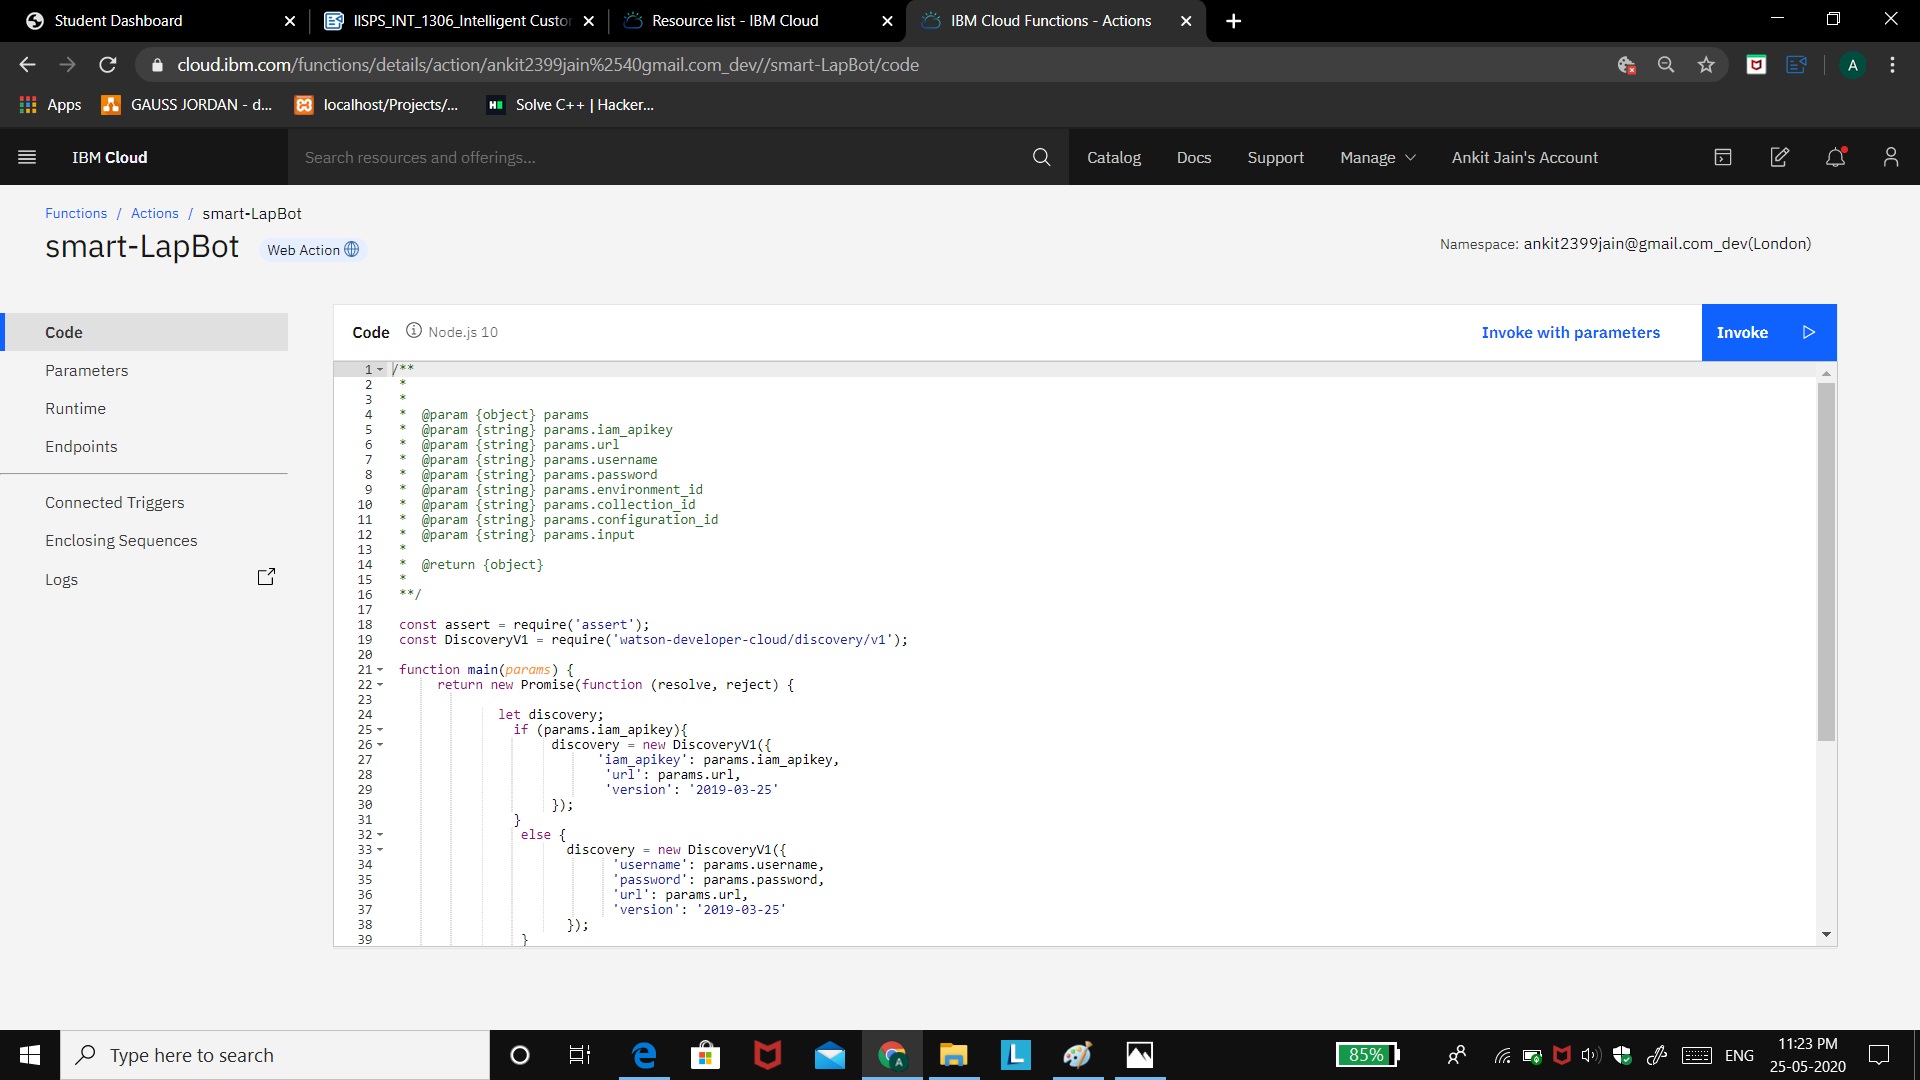 Student Dashboard
IISPS_INT_1306_Intelligent Custo
Resource list - IBM Cloud
IBM Cloud Functions - Actions
cloud.ibm.com/functions/details/action/ankit2399jain%2540gmail.com_dev//smart-LapBot/code
A
Apps
GAUSS JORDAN - d...
localhost/Projects/...
Solve C++ | Hacker...
IBM Cloud
Search resources and offerings...
Catalog
Docs
Support
Manage
Ankit Jain's Account
Functions / Actions / smart-LapBot
smart-LapBot
Web Action
Namespace: ankit2399jain@gmail.com_dev(London)
Code
Parameters
Runtime
Endpoints
Connected Triggers
Enclosing Sequences
Logs
Code
Node.js 10
Invoke with parameters
Invoke
1 /**
2 *
3 *
4 * @param {object} params
5 * @param {string} params.iam_apikey
6 * @param {string} params.url
7 * @param {string} params.username
8 * @param {string} params.password
9 * @param {string} params.environment_id
10 * @param {string} params.collection_id
11 * @param {string} params.configuration_id
12 * @param {string} params.input
13 *
14 * @return {object}
15 *
16 **/
17
18 const assert = require('assert');
19 const DiscoveryV1 = require('watson-developer-cloud/discovery/v1');
20
21 function main(params) {
22 return new Promise(function (resolve, reject) {
23
24 let discovery;
25 if (params.iam_apikey){
26 discovery = new DiscoveryV1({
27 'iam_apikey': params.iam_apikey,
28 'url': params.url,
29 'version': '2019-03-25'
30 });
31 }
32 else {
33 discovery = new DiscoveryV1({
34 'username': params.username,
35 'password': params.password,
36 'url': params.url,
37 'version': '2019-03-25'
38 });
39 }
Type here to search
85%
ENG
11:23 PM
25-05-2020